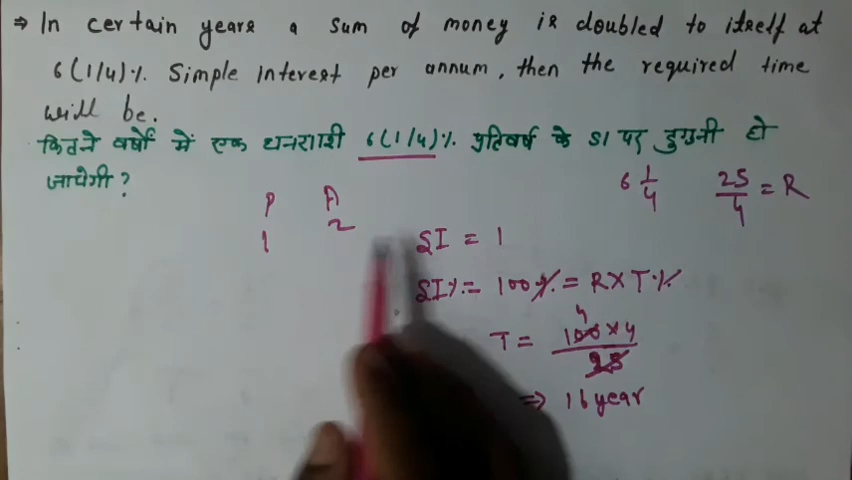 ⇒ In certain years a sum of money is doubled to itself at
6(1/4)%. Simple Interest per annum, then the required time
will be.
कितने वर्षों में एक धनराशी 6(1/4)% प्रतिवर्ष के SI पर दुगुनी हो
जायेगी?
6 1/4 25/4 = R
P A
1 2
SI = 1
SI% = 100% = R×T%
T = 100×4/25
4
⇒ 16 year